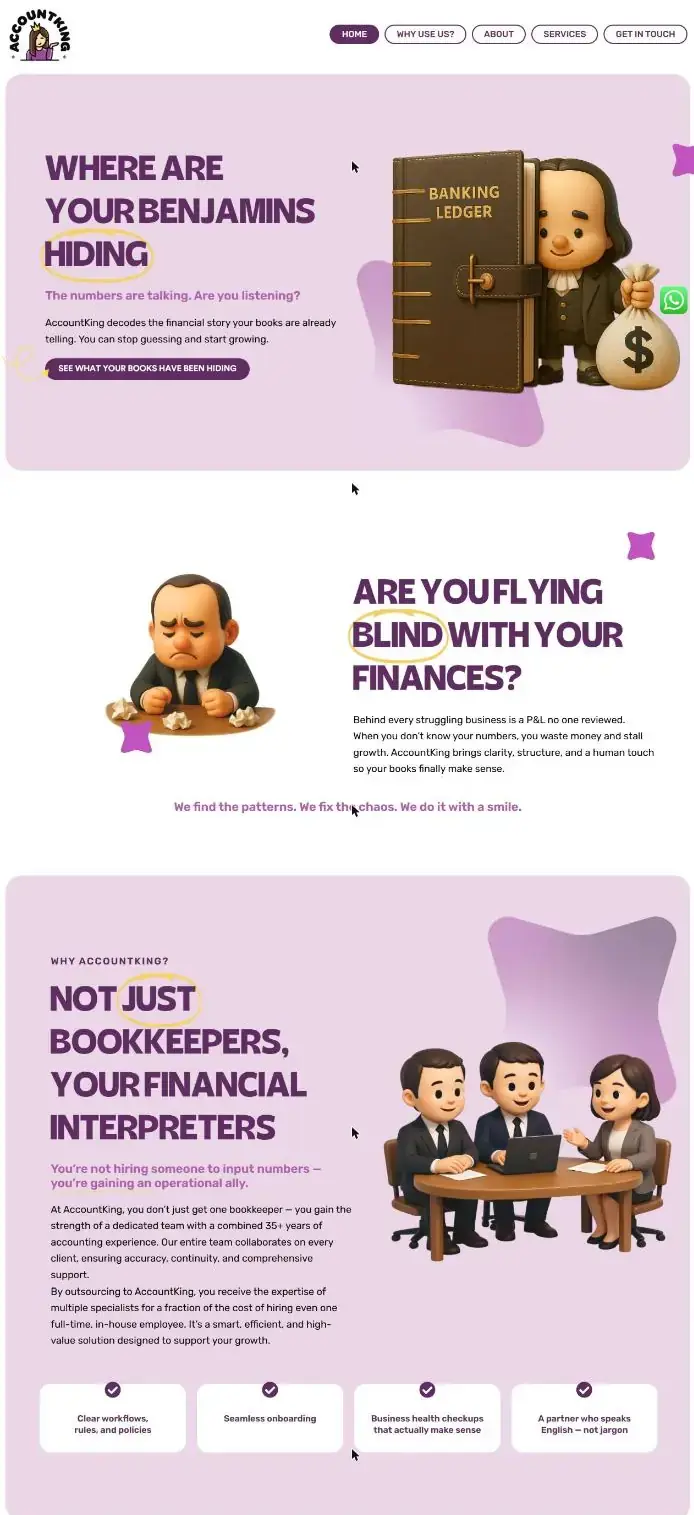 ACCOUNTKING
HOME
WHY USE US?
ABOUT
SERVICES
GET IN TOUCH
WHERE ARE
YOUR BENJAMINS
HIDING
The numbers are talking. Are you listening?
AccountKing decodes the financial story your books are already
telling. You can stop guessing and start growing.
SEE WHAT YOUR BOOKS HAVE BEEN HIDING
BANKING
LEDGER
$
ARE YOU FLYING
BLIND WITH YOUR
FINANCES?
Behind every struggling business is a P&L no one reviewed.
When you don't know your numbers, you waste money and stall
growth. AccountKing brings clarity, structure, and a human touch
so your books finally make sense.
We find the patterns. We fix the chaos. We do it with a smile.
WHY ACCOUNTKING?
NOT JUST
BOOKKEEPERS,
YOUR FINANCIAL
INTERPRETERS
You're not hiring someone to input numbers —
you're gaining an operational ally.
At AccountKing, you don't just get one bookkeeper — you gain the
strength of a dedicated team with a combined 35+ years of
accounting experience. Our entire team collaborates on every
client, ensuring accuracy, continuity, and comprehensive
support.
By outsourcing to AccountKing, you receive the expertise of
multiple specialists for a fraction of the cost of hiring even one
full-time, in-house employee. It's a smart, efficient, and high-
value solution designed to support your growth.
Clear workflows,
rules, and policies
Seamless onboarding
Business health checkups
that actually make sense
A partner who speaks
English — not jargon